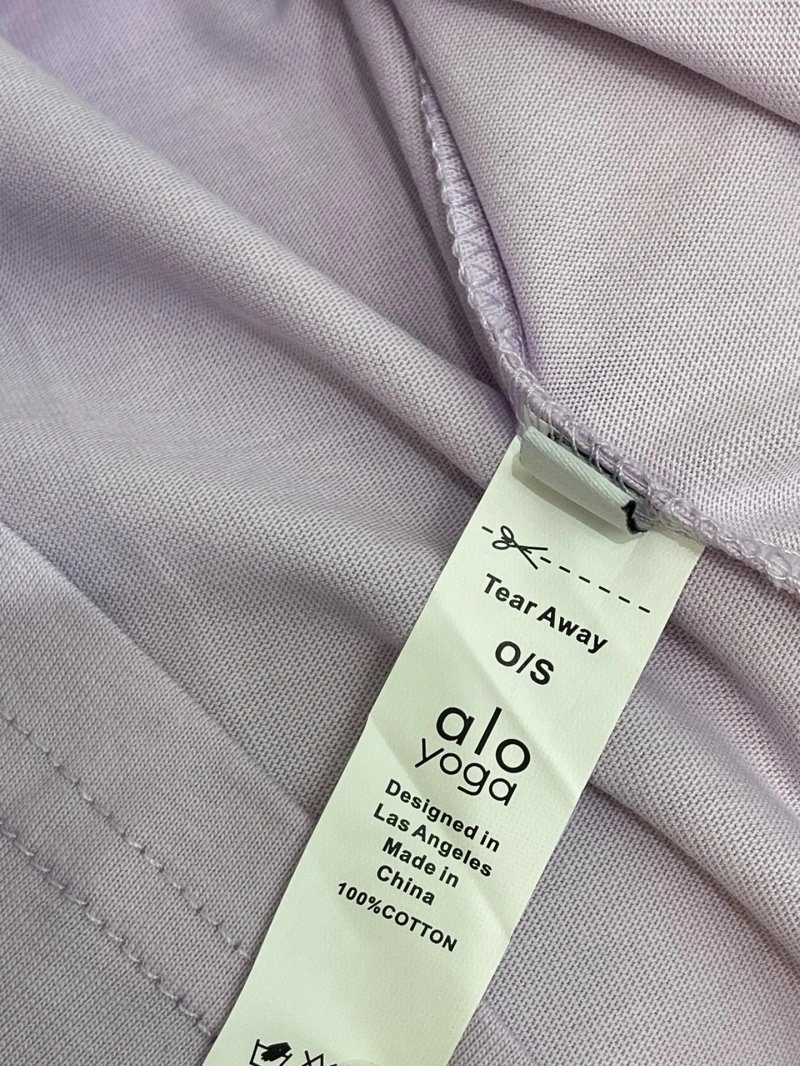 Tear Away
O/S
alo
yoga
Designed in
Las Angeles
Made in
China
100%COTTON